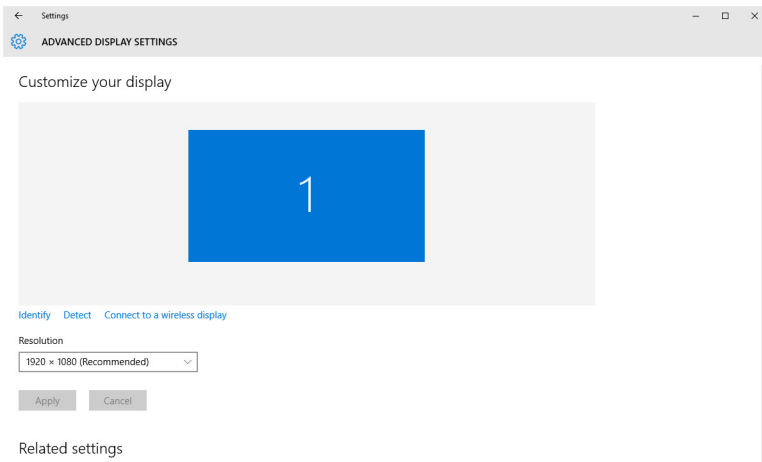 Settings
ADVANCED DISPLAY SETTINGS
Customize your display
1
Identify Detect Connect to a wireless display
Resolution
1920 × 1080 (Recommended)
Apply Cancel
Related settings